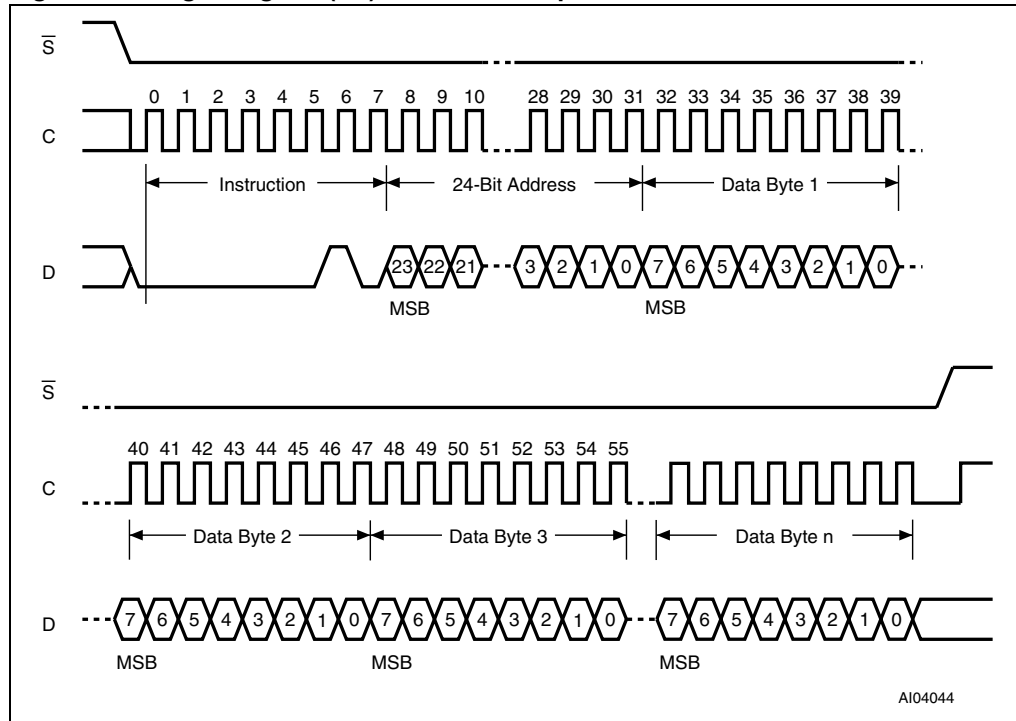 S
0 1 2 3 4 5 6 7 8 9 10 28 29 30 31 32 33 34 35 36 37 38 39
C
Instruction 24-Bit Address Data Byte 1
D 23 22 21 3 2 1 0 7 6 5 4 3 2 1 0
MSB MSB
S
40 41 42 43 44 45 46 47 48 49 50 51 52 53 54 55
C
Data Byte 2 Data Byte 3 Data Byte n
D 7 6 5 4 3 2 1 0 7 6 5 4 3 2 1 0 7 6 5 4 3 2 1 0
MSB MSB MSB
AI04044